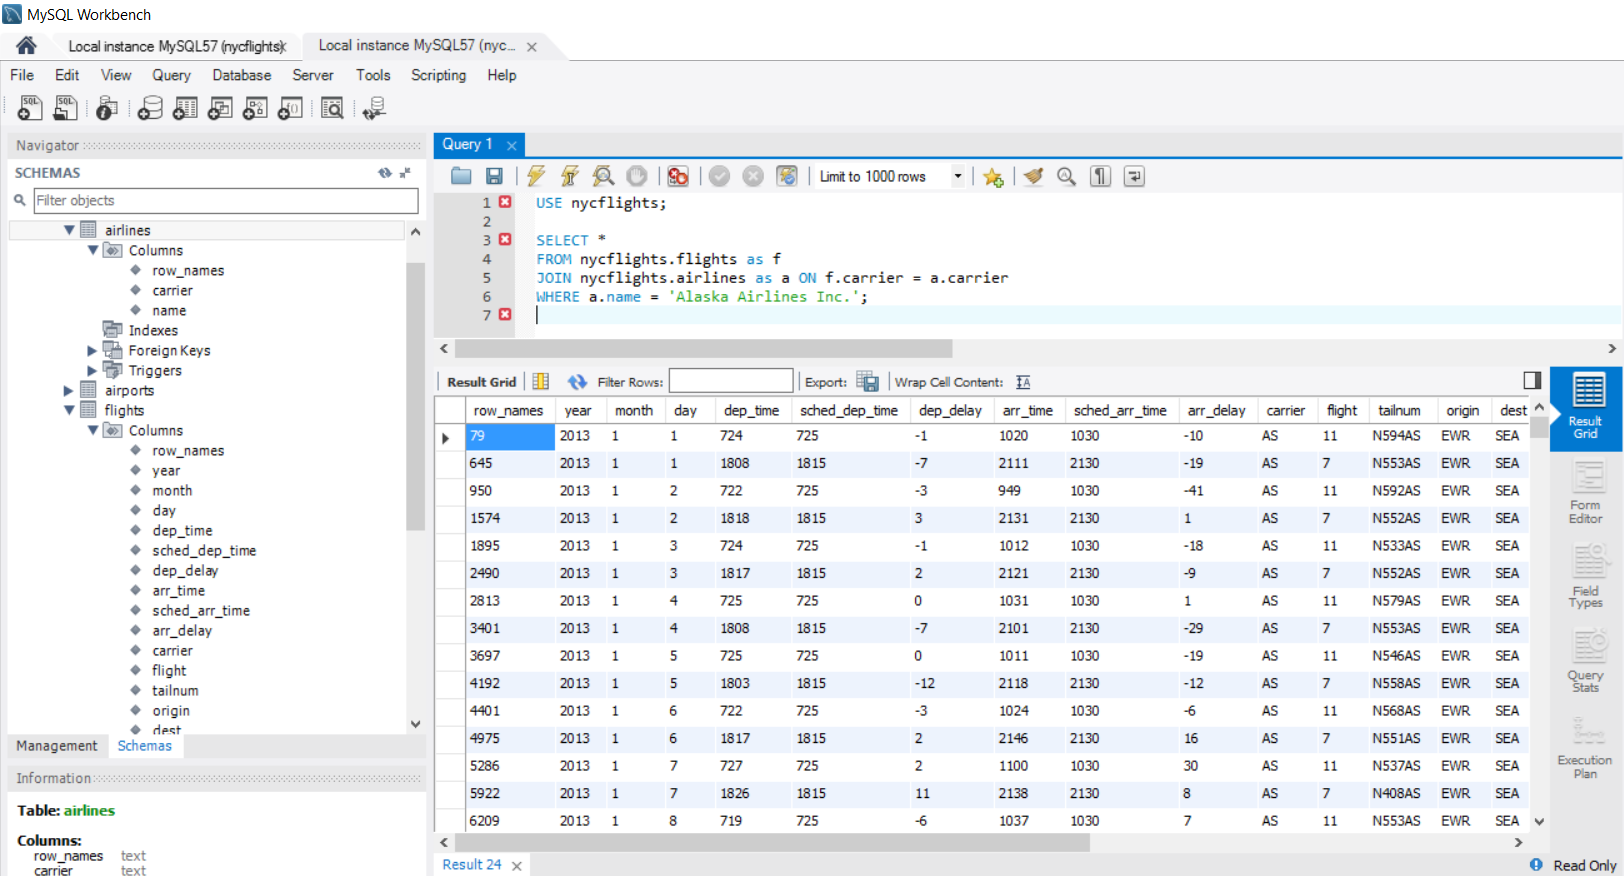 MySQL Workbench
Local instance MySQL57 (nycflights)
Local instance MySQL57 (nyc...
File Edit View Query Database Server Tools Scripting Help
Navigator
SCHEMAS
Filter objects
airlines
Columns
row_names
carrier
name
Indexes
Foreign Keys
Triggers
airports
flights
Columns
row_names
year
month
day
dep_time
sched_dep_time
dep_delay
arr_time
sched_arr_time
arr_delay
carrier
flight
tailnum
origin
dest
Management Schemas
Information
Table: airlines
Columns:
row_names text
carrier text
Query 1
Limit to 1000 rows
1 USE nycflights;
2
3 SELECT *
4 FROM nycflights.flights as f
5 JOIN nycflights.airlines as a ON f.carrier = a.carrier
6 WHERE a.name = 'Alaska Airlines Inc.';
7
Result Grid Filter Rows: Export: Wrap Cell Content: IA
row_names year month day dep_time sched_dep_time dep_delay arr_time sched_arr_time arr_delay carrier flight tailnum origin dest
79 2013 1 1 724 725 -1 1020 1030 -10 AS 11 N594AS EWR SEA
645 2013 1 1 1808 1815 -7 2111 2130 -19 AS 7 N553AS EWR SEA
950 2013 1 2 722 725 -3 949 1030 -41 AS 11 N592AS EWR SEA
1574 2013 1 2 1818 1815 3 2131 2130 1 AS 7 N552AS EWR SEA
1895 2013 1 3 724 725 -1 1012 1030 -18 AS 11 N533AS EWR SEA
2490 2013 1 3 1817 1815 2 2121 2130 -9 AS 7 N552AS EWR SEA
2813 2013 1 4 725 725 0 1031 1030 1 AS 11 N579AS EWR SEA
3401 2013 1 4 1808 1815 -7 2101 2130 -29 AS 7 N553AS EWR SEA
3697 2013 1 5 725 725 0 1011 1030 -19 AS 11 N546AS EWR SEA
4192 2013 1 5 1803 1815 -12 2118 2130 -12 AS 7 N558AS EWR SEA
4401 2013 1 6 722 725 -3 1024 1030 -6 AS 11 N568AS EWR SEA
4975 2013 1 6 1817 1815 2 2146 2130 16 AS 7 N551AS EWR SEA
5286 2013 1 7 727 725 2 1100 1030 30 AS 11 N537AS EWR SEA
5922 2013 1 7 1826 1815 11 2138 2130 8 AS 7 N408AS EWR SEA
6209 2013 1 8 719 725 -6 1037 1030 7 AS 11 N553AS EWR SEA
Result 24
Result
Grid
Form
Editor
Field
Types
Query
Stats
Execution
Plan
Read Only